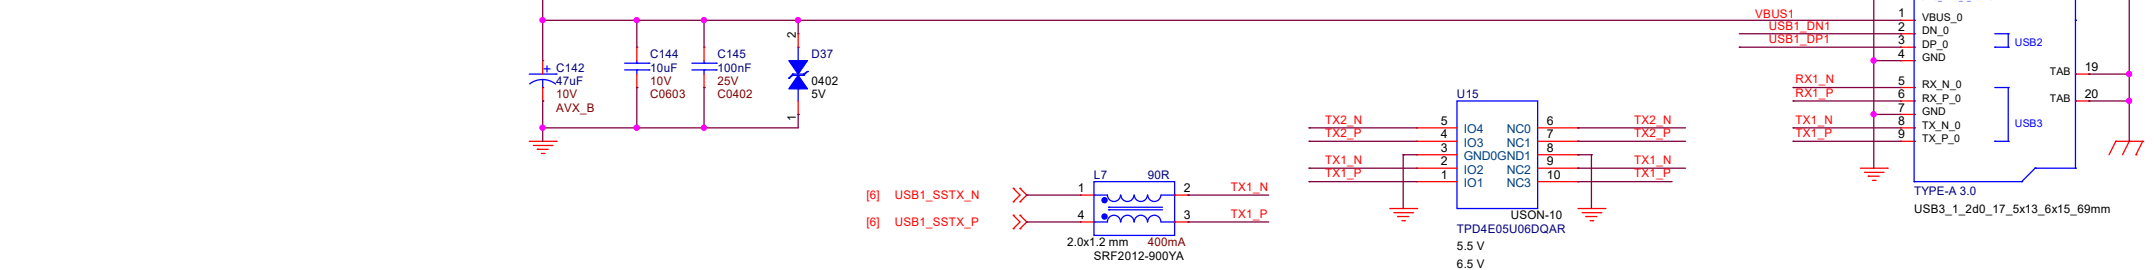 C142
47uF
10V
AVX_B
+
C144
10uF
10V
C0603
C145
100nF
25V
C0402
2
D37
0402
5V
1
[6] USB1_SSTX_N
[6] USB1_SSTX_P
L7 90R
1 2 TX1_N
4 3 TX1_P
2.0x1.2 mm 400mA
SRF2012-900YA
U15
TX2_N 5 IO4 NC0 6 TX2_N
TX2_P 4 IO3 NC1 7 TX2_P
3 GND0GND1 8
TX1_N 2 IO2 NC2 9 TX1_N
TX1_P 1 IO1 NC3 10 TX1_P
USON-10
TPD4E05U06DQAR
5.5 V
6.5 V
VBUS1 1 VBUS_0
USB1_DN1 2 DN_0
USB1_DP1 3 DP_0
4 GND
USB2
RX1_N 5 RX_N_0
RX1_P 6 RX_P_0
7 GND
TX1_N 8 TX_N_0
TX1_P 9 TX_P_0
USB3
TAB 19
TAB 20
TYPE-A 3.0
USB3_1_2d0_17_5x13_6x15_69mm